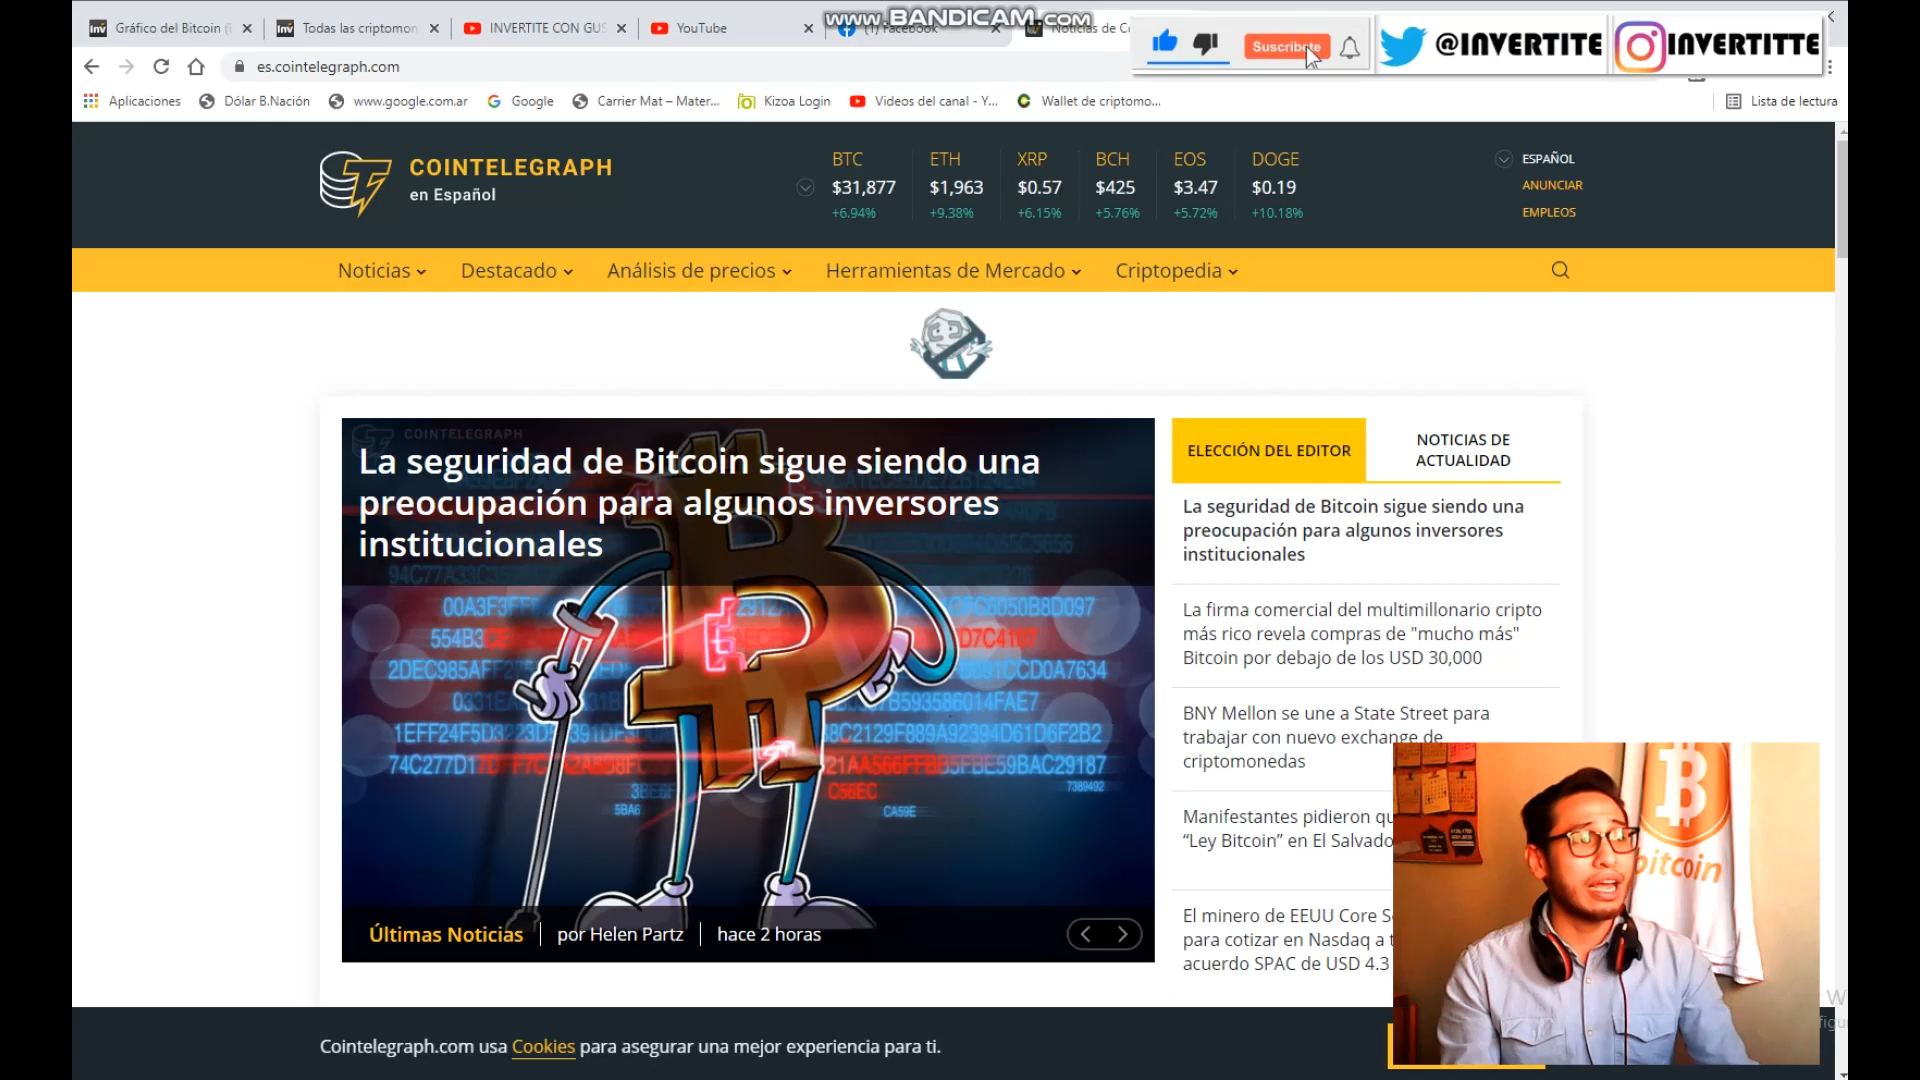 www.BANDICAM.com
Gráfico del Bitcoin (
Todas las criptomon
INVERTITE CON GUS
YouTube
(1) Facebook
Noticias de C
Suscribete
@INVERTITE
INVERTITTE
es.cointelegraph.com
Aplicaciones
Dólar B.Nación
www.google.com.ar
Google
Carrier Mat – Mater...
Kizoa Login
Videos del canal - Y...
Wallet de criptomo...
Lista de lectura
COINTELEGRAPH
en Español
BTC
$31,877
+6.94%
ETH
$1,963
+9.38%
XRP
$0.57
+6.15%
BCH
$425
+5.76%
EOS
$3.47
+5.72%
DOGE
$0.19
+10.18%
ESPAÑOL
ANUNCIAR
EMPLEOS
Noticias
Destacado
Análisis de precios
Herramientas de Mercado
Criptopedia
COINTELEGRAPH
La seguridad de Bitcoin sigue siendo una
preocupación para algunos inversores
institucionales
Últimas Noticias
por Helen Partz
hace 2 horas
ELECCIÓN DEL EDITOR
NOTICIAS DE
ACTUALIDAD
La seguridad de Bitcoin sigue siendo una
preocupación para algunos inversores
institucionales
La firma comercial del multimillonario cripto
más rico revela compras de "mucho más"
Bitcoin por debajo de los USD 30,000
BNY Mellon se une a State Street para
trabajar con nuevo exchange de
criptomonedas
Manifestantes pidieron qu
“Ley Bitcoin” en El Salvado
El minero de EEUU Core S
para cotizar en Nasdaq a t
acuerdo SPAC de USD 4.3
bitcoin
Cointelegraph.com usa Cookies para asegurar una mejor experiencia para ti.